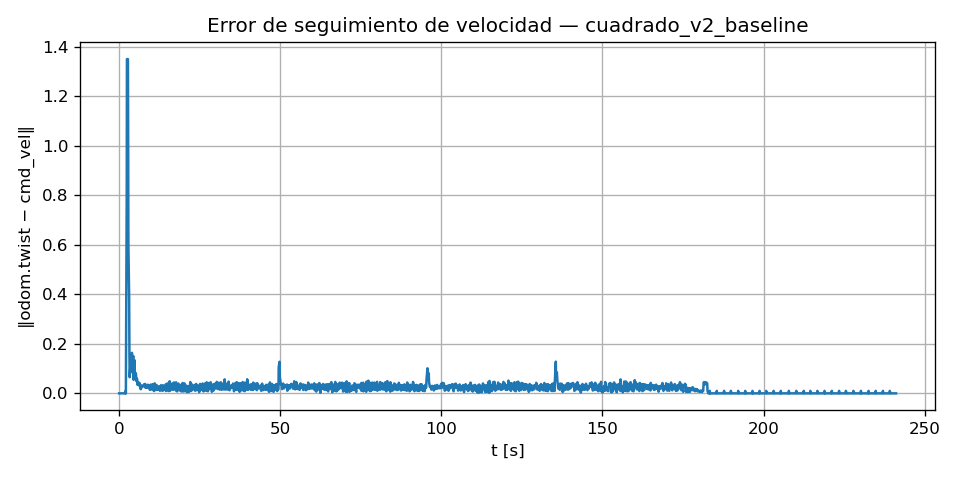 Error de seguimiento de velocidad — cuadrado_v2_baseline
‖odom.twist − cmd_vel‖
1.4
1.2
1.0
0.8
0.6
0.4
0.2
0.0
0 50 100 150 200 250
t [s]